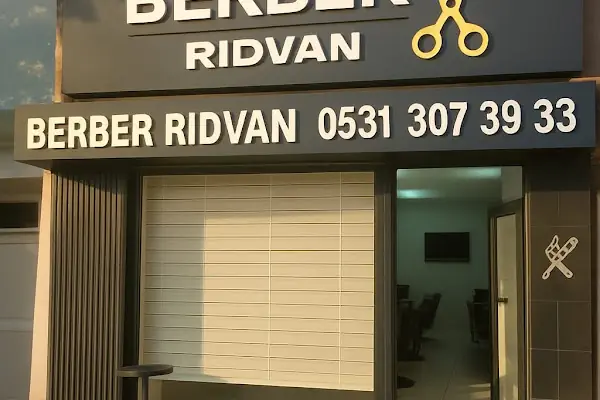 BERBER
RIDVAN
BERBER RIDVAN 0531 307 39 33